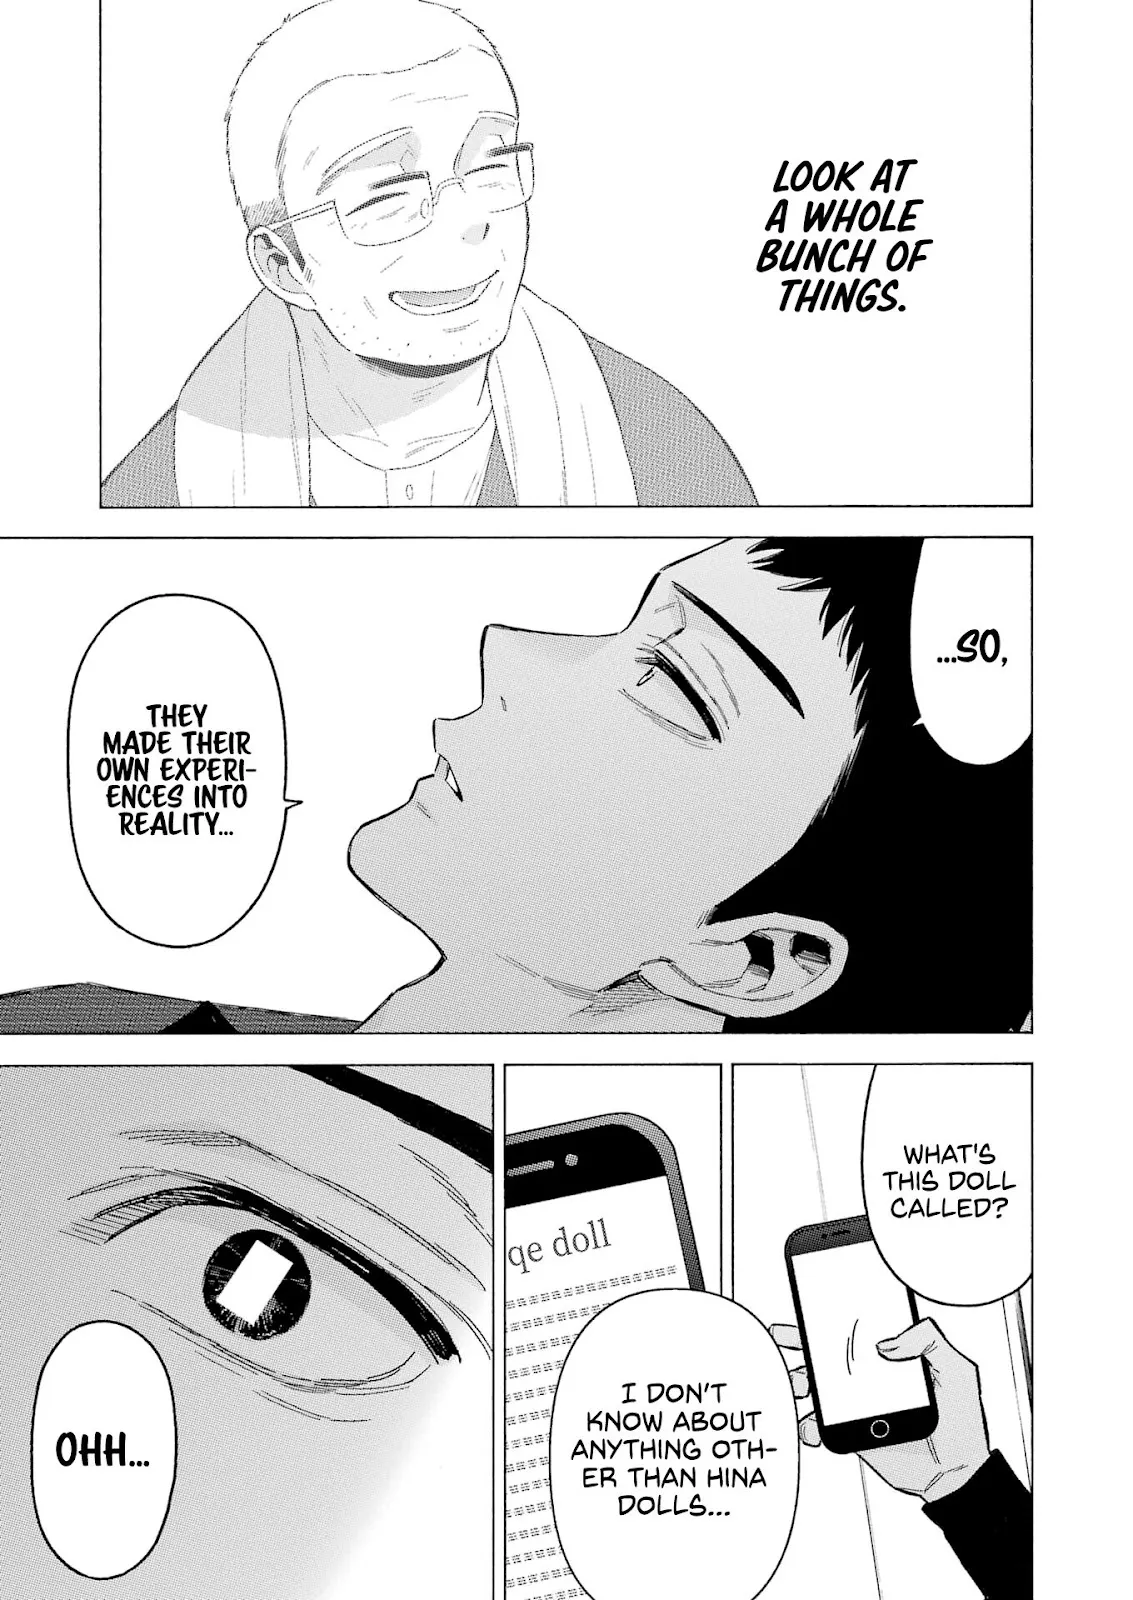 LOOK AT
A WHOLE
BUNCH OF
THINGS.
...SO,
THEY
MADE THEIR
OWN EXPERI-
ENCES INTO
REALITY...
WHAT'S
THIS DOLL
CALLED?
qe doll
I DON'T
KNOW ABOUT
ANYTHING OTH-
ER THAN HINA
DOLLS...
OHH...